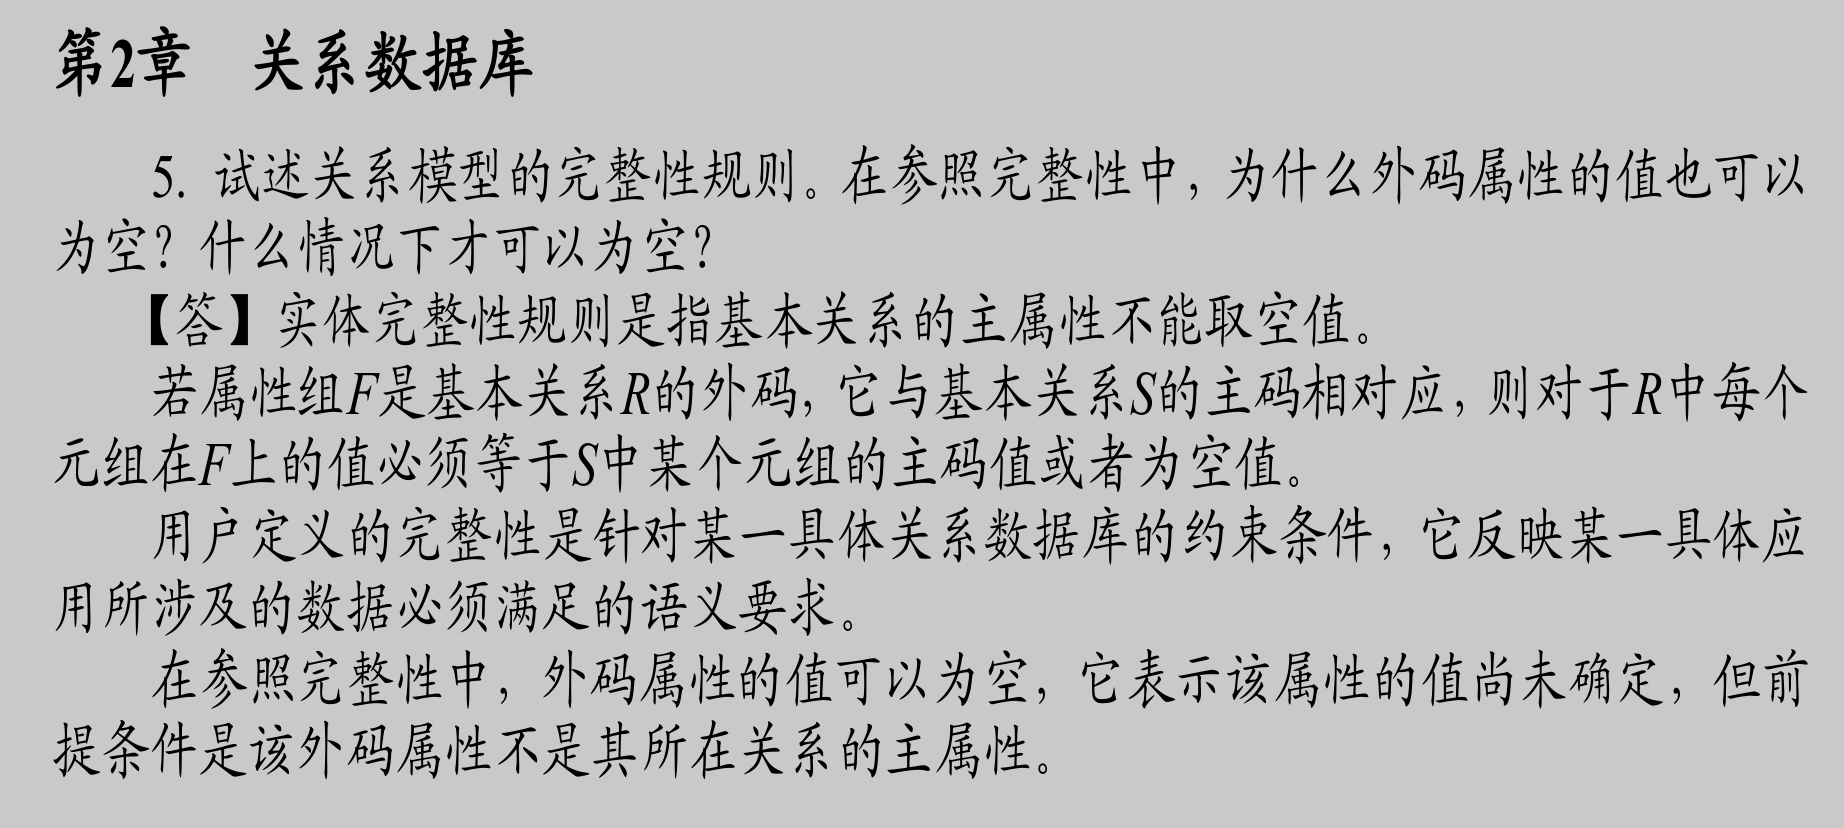 第2章　关系数据库
5. 试述关系模型的完整性规则。在参照完整性中，为什么外码属性的值也可以
为空？什么情况下才可以为空？
【答】实体完整性规则是指基本关系的主属性不能取空值。
若属性组F是基本关系R的外码，它与基本关系S的主码相对应，则对于R中每个
元组在F上的值必须等于S中某个元组的主码值或者为空值。
用户定义的完整性是针对某一具体关系数据库的约束条件，它反映某一具体应
用所涉及的数据必须满足的语义要求。
在参照完整性中，外码属性的值可以为空，它表示该属性的值尚未确定，但前
提条件是该外码属性不是其所在关系的主属性。